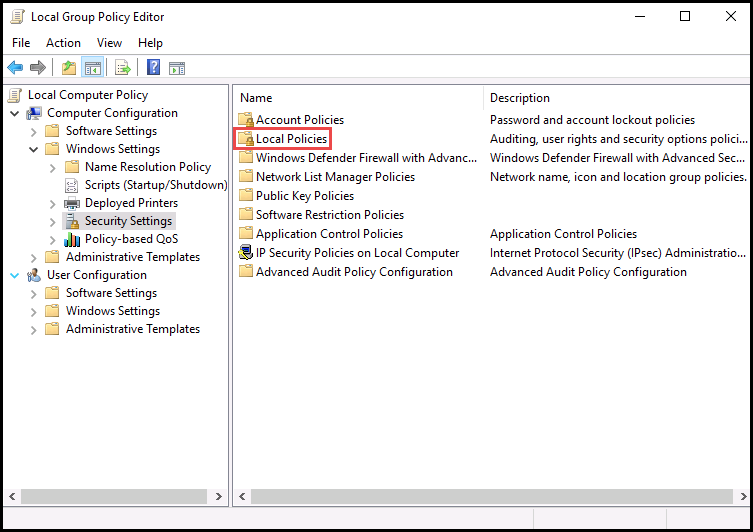 Local Group Policy Editor
File Action View Help
Local Computer Policy
Computer Configuration
Software Settings
Windows Settings
Name Resolution Policy
Scripts (Startup/Shutdown)
Deployed Printers
Security Settings
Policy-based QoS
Administrative Templates
User Configuration
Software Settings
Windows Settings
Administrative Templates
Name Description
Account Policies Password and account lockout policies
Local Policies Auditing, user rights and security options polici...
Windows Defender Firewall with Advanc... Windows Defender Firewall with Advanced Sec...
Network List Manager Policies Network name, icon and location group policies.
Public Key Policies
Software Restriction Policies
Application Control Policies Application Control Policies
IP Security Policies on Local Computer Internet Protocol Security (IPsec) Administratio...
Advanced Audit Policy Configuration Advanced Audit Policy Configuration